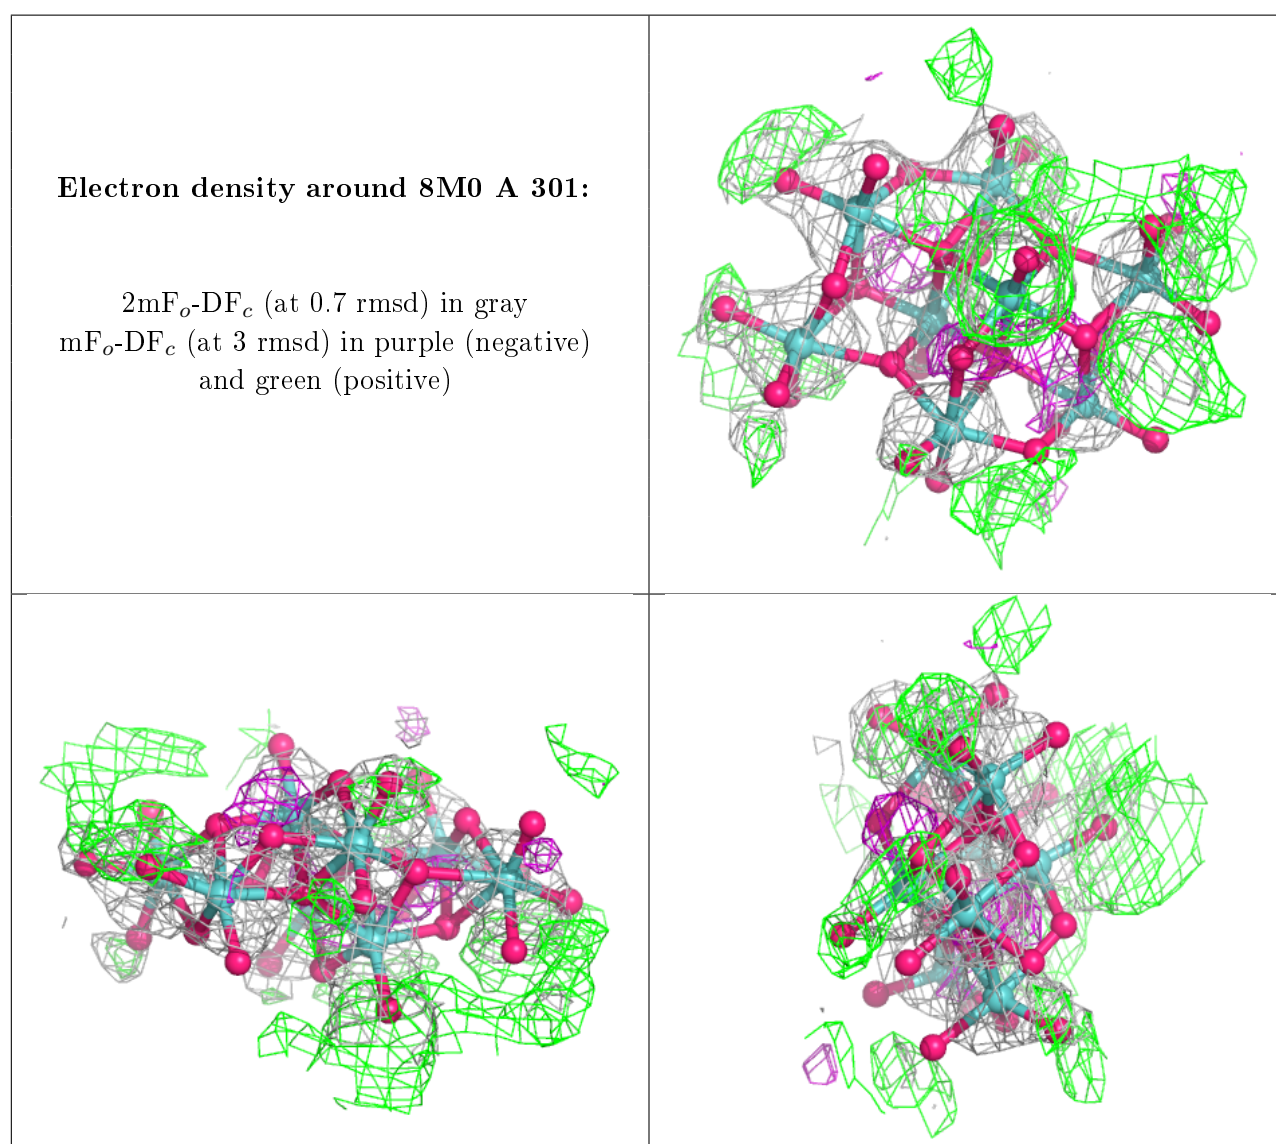 Electron density around 8M0 A 301:
2mFo-DFc (at 0.7 rmsd) in gray
mFo-DFc (at 3 rmsd) in purple (negative)
and green (positive)